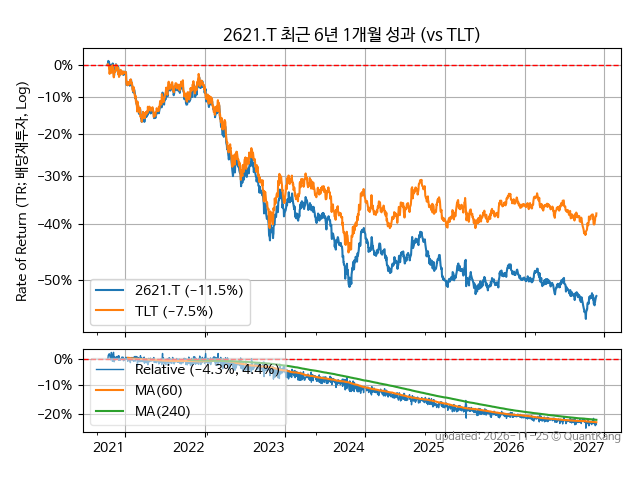 2621.T 최근 6년 1개월 성과 (vs TLT)
Rate of Return (TR: 배당재투자, Log)
0%
−10%
−20%
−30%
−40%
−50%
2621.T (−11.5%)
TLT (−7.5%)
0%
−10%
−20%
Relative (−4.3%, 4.4%)
MA(60)
MA(240)
updated: 2026-11-25 © QuantKang
2021
2022
2023
2024
2025
2026
2027